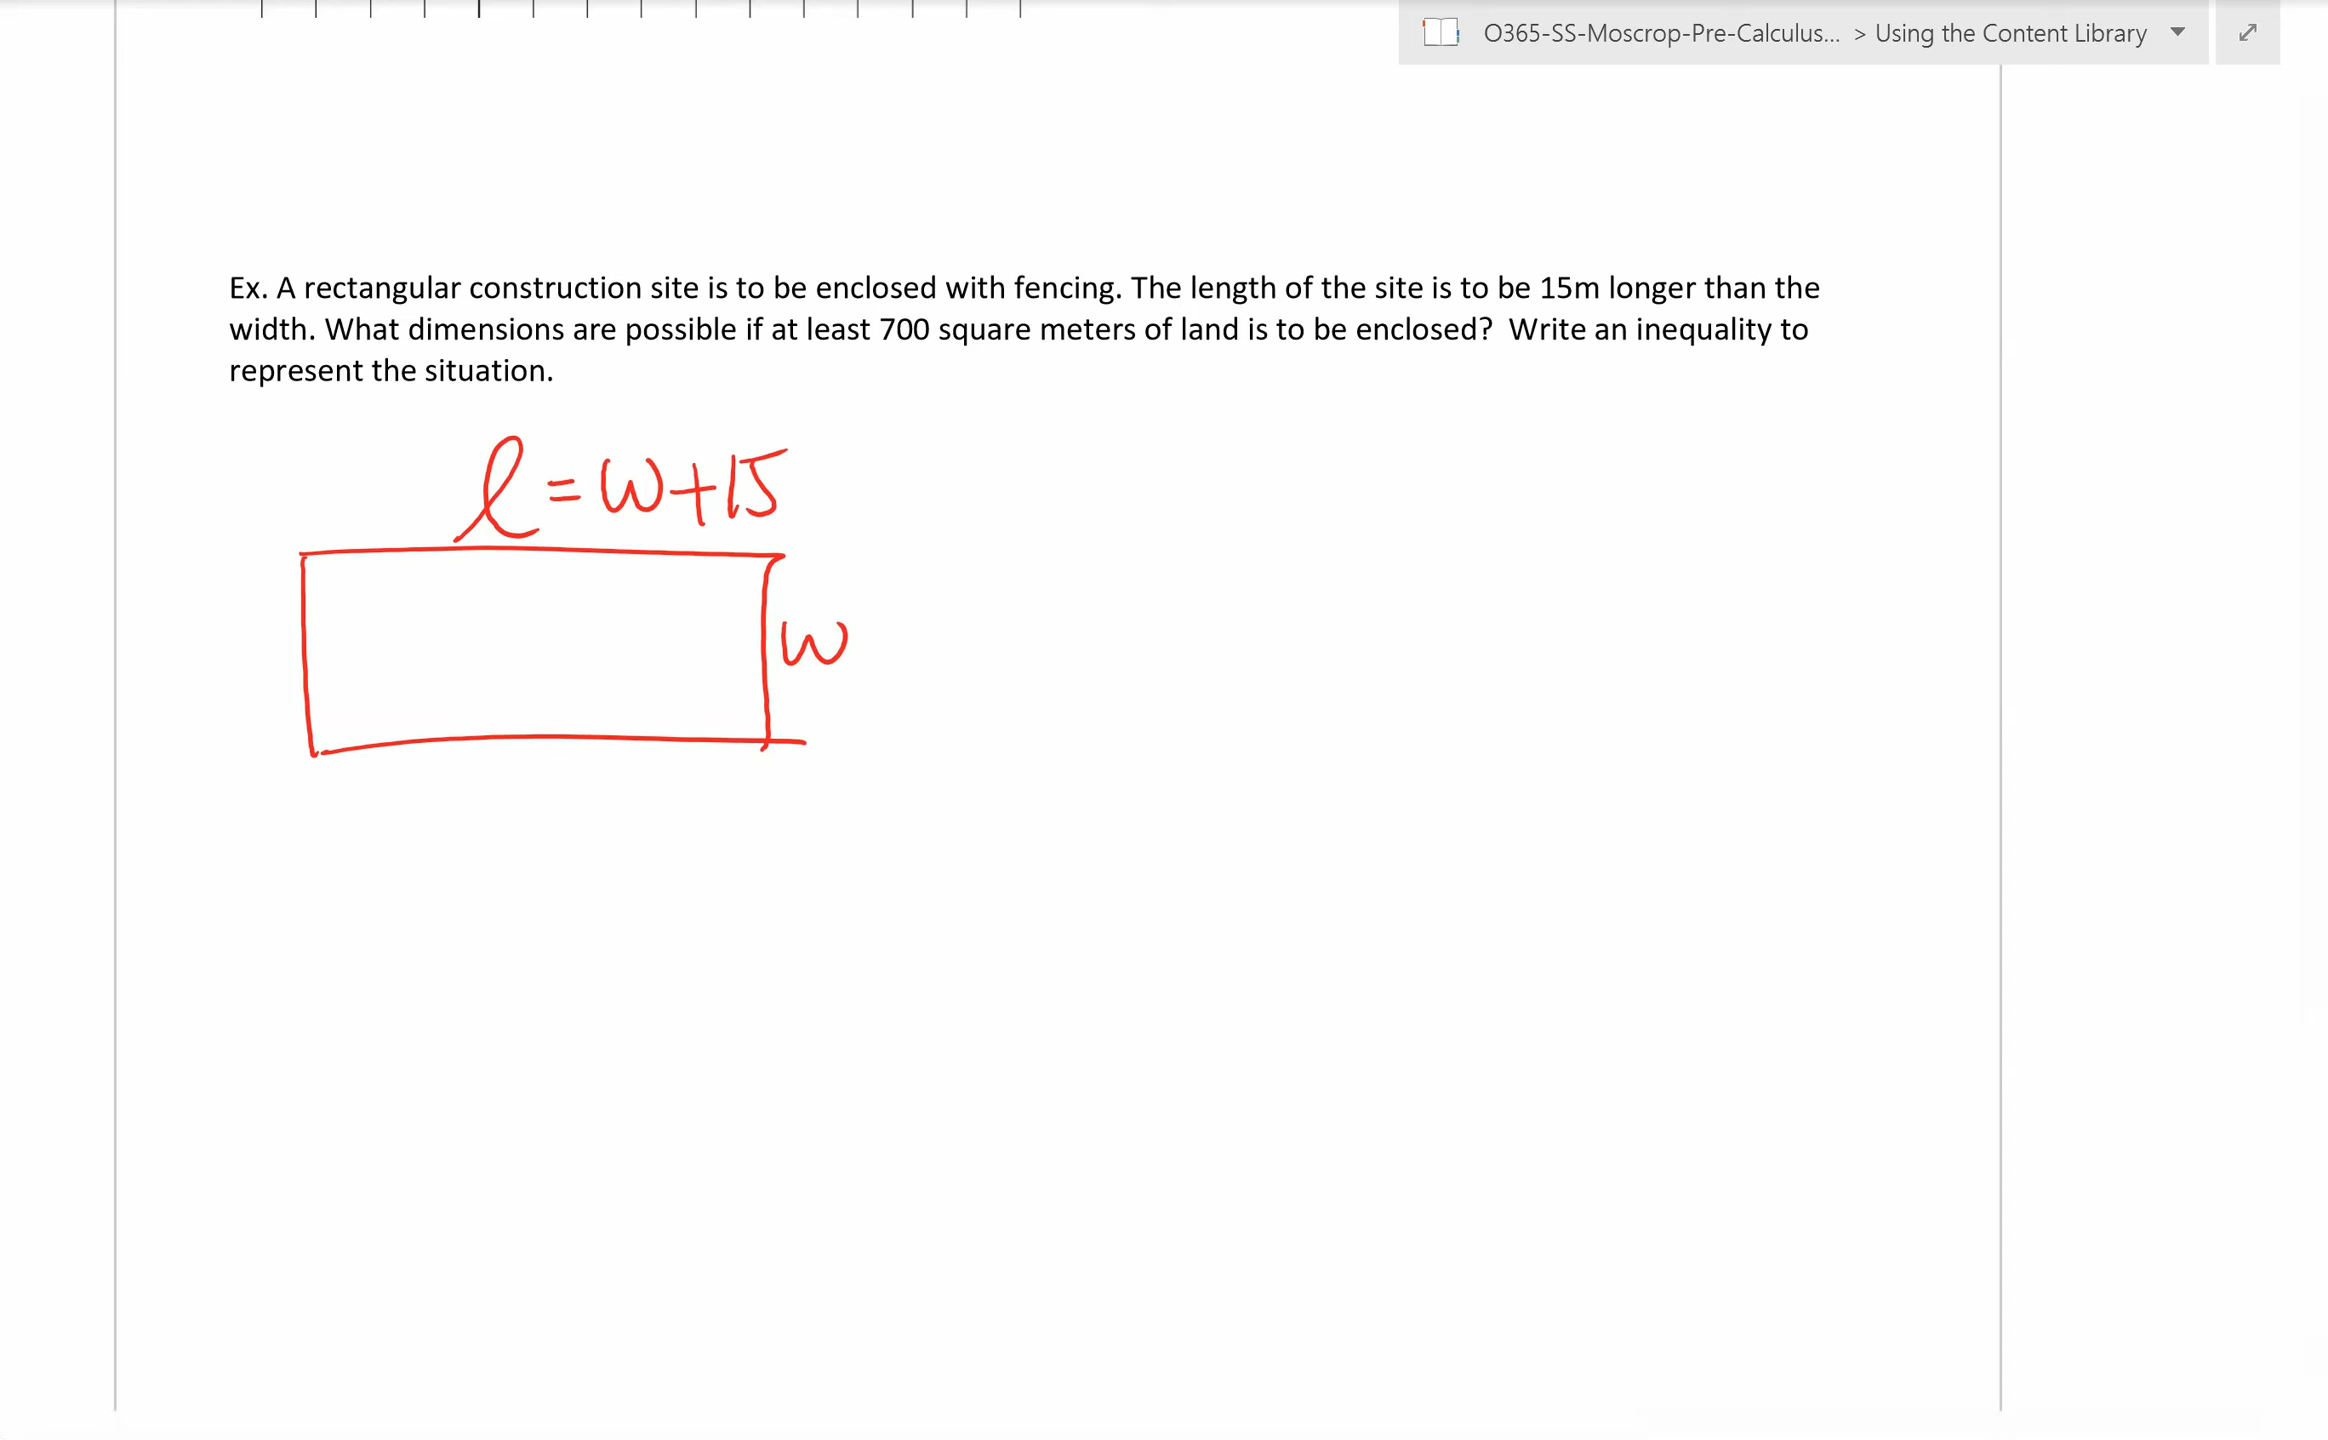 O365-SS-Moscrop-Pre-Calculus... > Using the Content Library
Ex. A rectangular construction site is to be enclosed with fencing. The length of the site is to be 15m longer than the
width. What dimensions are possible if at least 700 square meters of land is to be enclosed?  Write an inequality to
represent the situation.
l = w+15
w